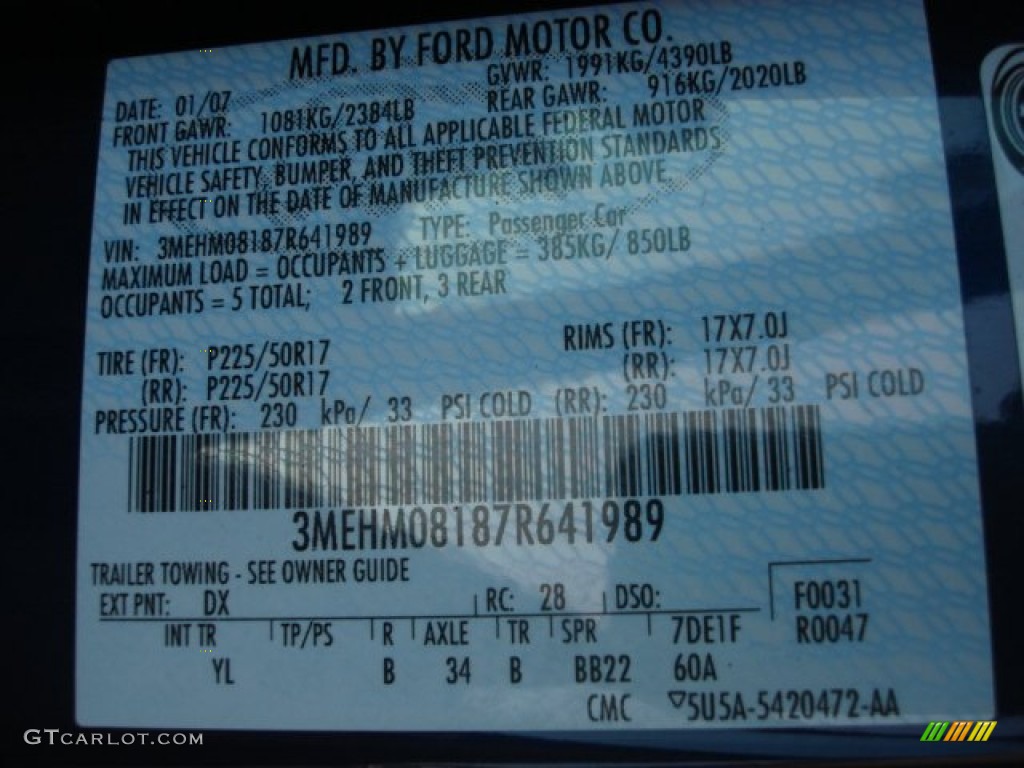 MFD. BY FORD MOTOR CO.
DATE: 01/07 GVWR: 1991KG/4390LB
FRONT GAWR: 1081KG/2384LB REAR GAWR: 916KG/2020LB
THIS VEHICLE CONFORMS TO ALL APPLICABLE FEDERAL MOTOR
VEHICLE SAFETY, BUMPER, AND THEFT PREVENTION STANDARDS
IN EFFECT ON THE DATE OF MANUFACTURE SHOWN ABOVE.
VIN: 3MEHM08187R641989 TYPE: Passenger Car
MAXIMUM LOAD = OCCUPANTS + LUGGAGE = 385KG/ 850LB
OCCUPANTS = 5 TOTAL; 2 FRONT, 3 REAR
TIRE (FR): P225/50R17 RIMS (FR): 17X7.0J
(RR): P225/50R17 (RR): 17X7.0J
PRESSURE (FR): 230 kPa/ 33 PSI COLD (RR): 230 kPa/ 33 PSI COLD
3MEHM08187R641989
TRAILER TOWING - SEE OWNER GUIDE
EXT PNT: DX RC: 28 DSO: F0031
INT TR TP/PS R AXLE TR SPR 7DE1F R0047
YL B 34 B BB22 60A
CMC ▽5U5A-5420472-AA
GTCARLOT.COM